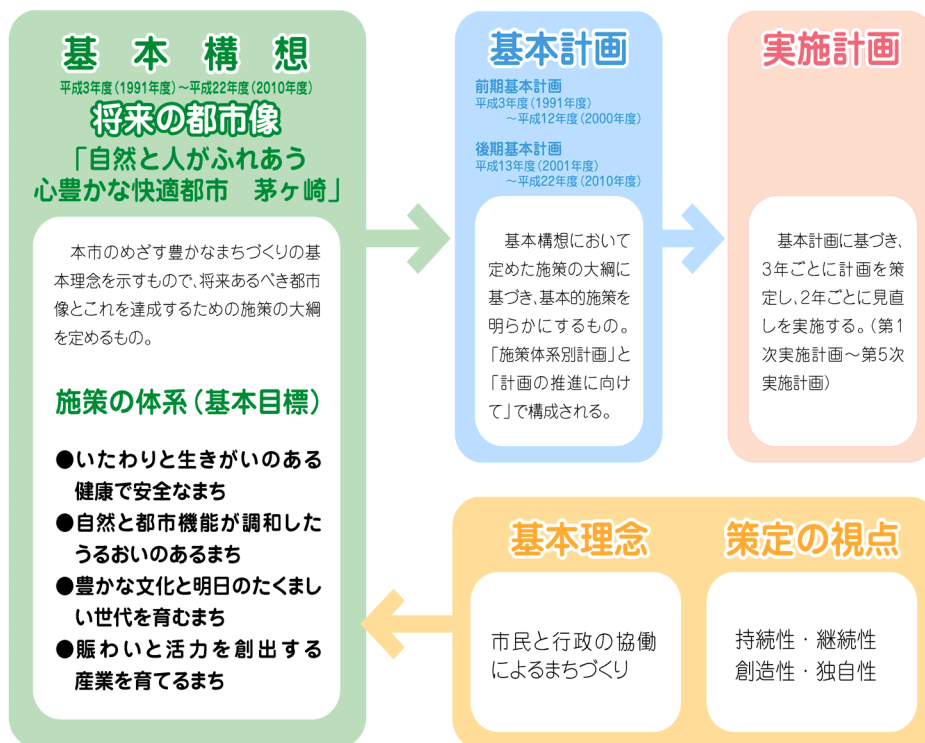 基本構想
平成3年度(1991年度)～平成22年度(2010年度)
将来の都市像
「自然と人がふれあう
心豊かな快適都市　茅ヶ崎」
　本市のめざす豊かなまちづくりの基
本理念を示すもので、将来あるべき都市
像とこれを達成するための施策の大綱
を定めるもの。
施策の体系(基本目標)
●いたわりと生きがいのある
健康で安全なまち
●自然と都市機能が調和した
うるおいのあるまち
●豊かな文化と明日のたくまし
い世代を育むまち
●賑わいと活力を創出する
産業を育てるまち
基本計画
前期基本計画
平成3年度(1991年度)
～平成12年度(2000年度)
後期基本計画
平成13年度(2001年度)
～平成22年度(2010年度)
　基本構想において
定めた施策の大綱に
基づき、基本的施策を
明らかにするもの。
「施策体系別計画」と
「計画の推進に向け
て」で構成される。
実施計画
　基本計画に基づき、
3年ごとに計画を策
定し、2年ごとに見直
しを実施する。(第1
次実施計画～第5次
実施計画)
基本理念
市民と行政の協働
によるまちづくり
策定の視点
持続性・継続性
創造性・独自性